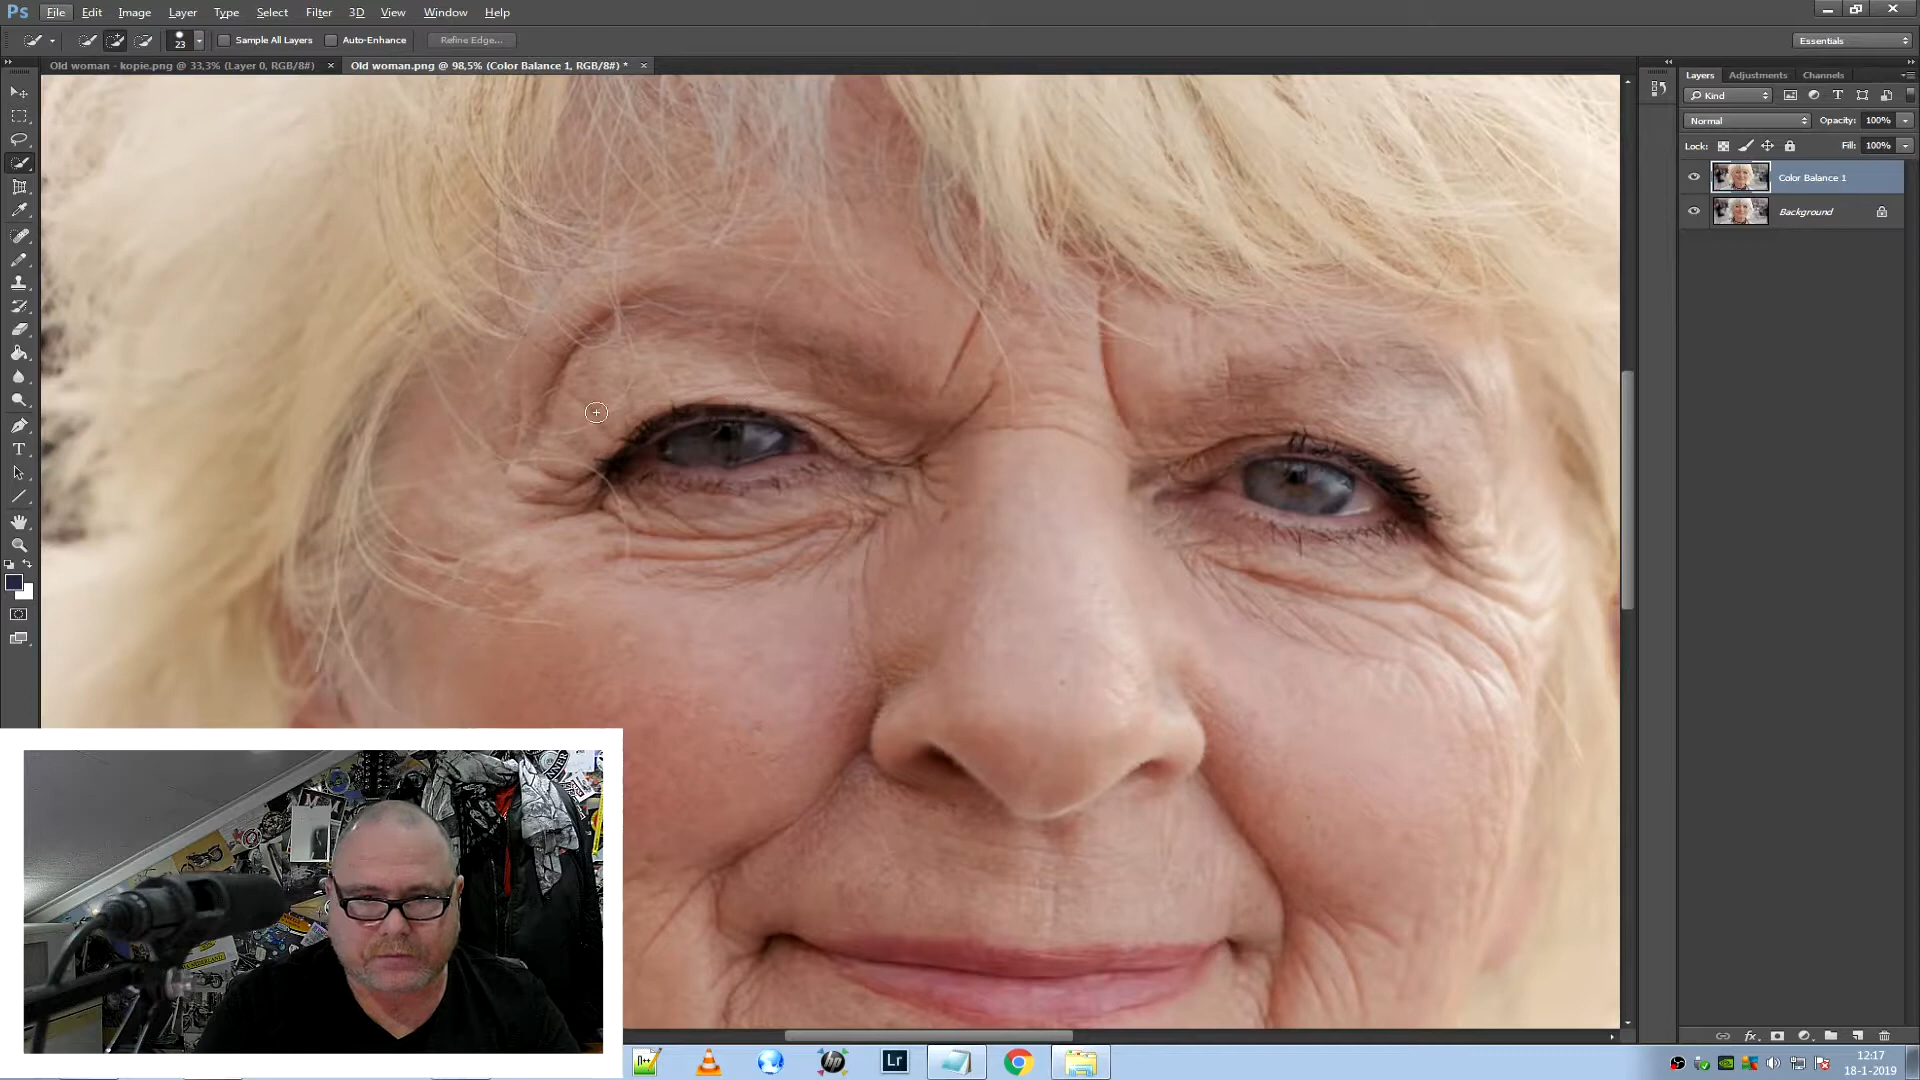 Ps File Edit Image Layer Type Select Filter 3D View Window Help
23 Sample All Layers Auto-Enhance Refine Edge... Essentials
Old woman - kopie.png @ 33,3% (Layer 0, RGB/8#) × Old woman.png @ 98,5% (Color Balance 1, RGB/8#) * ×
Layers Adjustments Channels
Kind
Normal Opacity: 100%
Lock: Fill: 100%
Color Balance 1
Background
fx
N++ hp Lr
12:17
18-1-2019